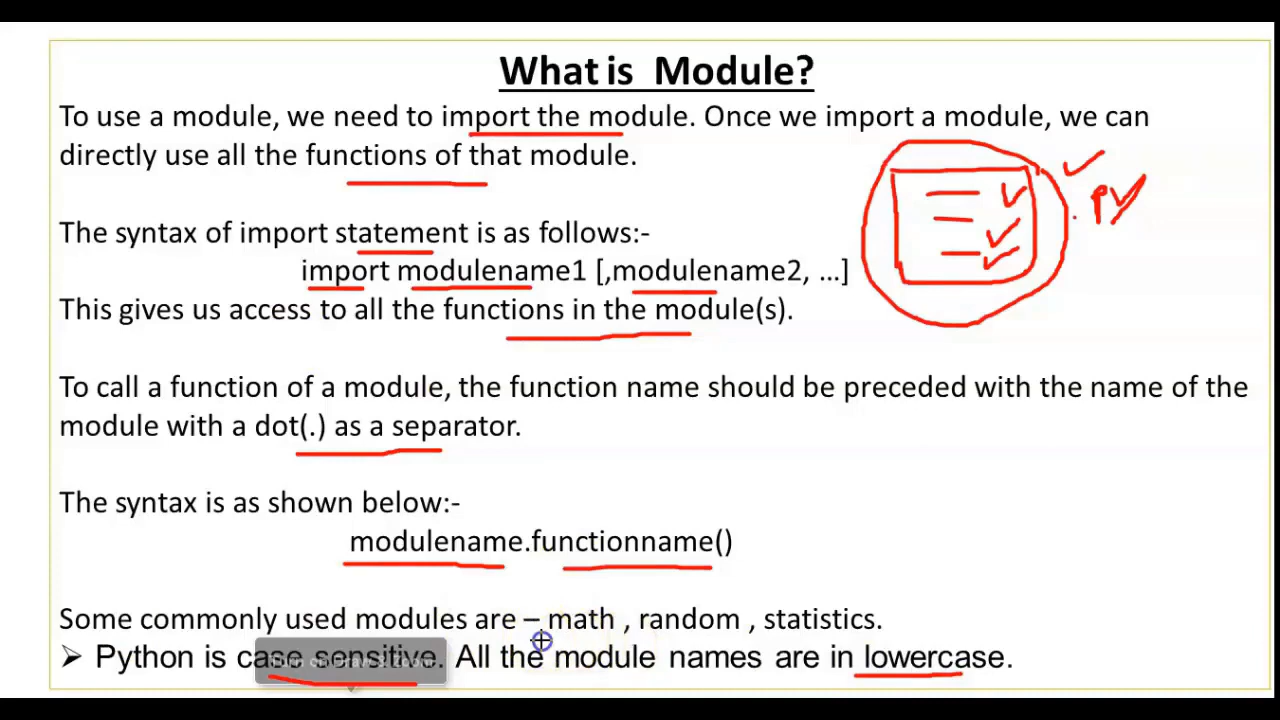 What is Module?
To use a module, we need to import the module. Once we import a module, we can
directly use all the functions of that module.
The syntax of import statement is as follows:-
import modulename1 [,modulename2, ...]
This gives us access to all the functions in the module(s).
.py
To call a function of a module, the function name should be preceded with the name of the
module with a dot(.) as a separator.
The syntax is as shown below:-
modulename.functionname()
Some commonly used modules are – math , random , statistics.
➢ Python is case sensitive. All the module names are in lowercase.